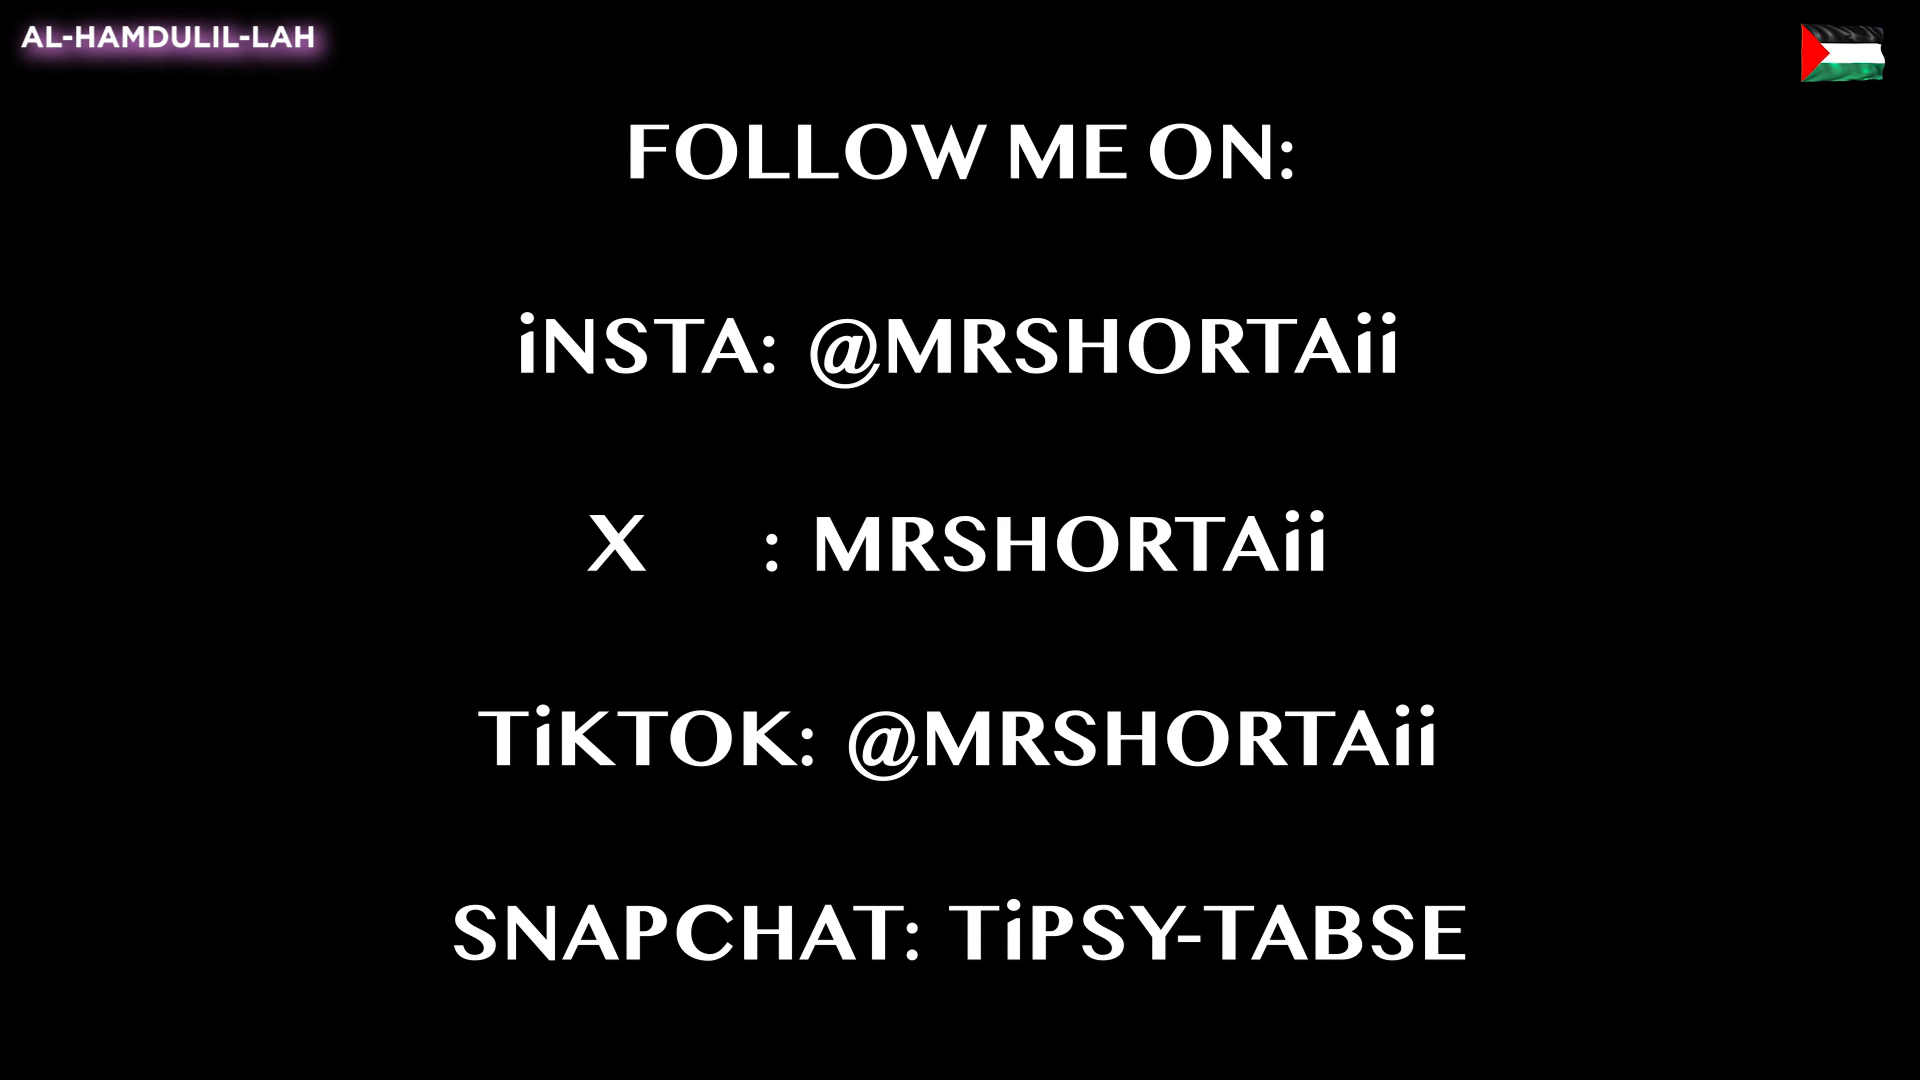 AL-HAMDULIL-LAH
FOLLOW ME ON:
iNSTA: @MRSHORTAii
X : MRSHORTAii
TiKTOK: @MRSHORTAii
SNAPCHAT: TiPSY-TABSE